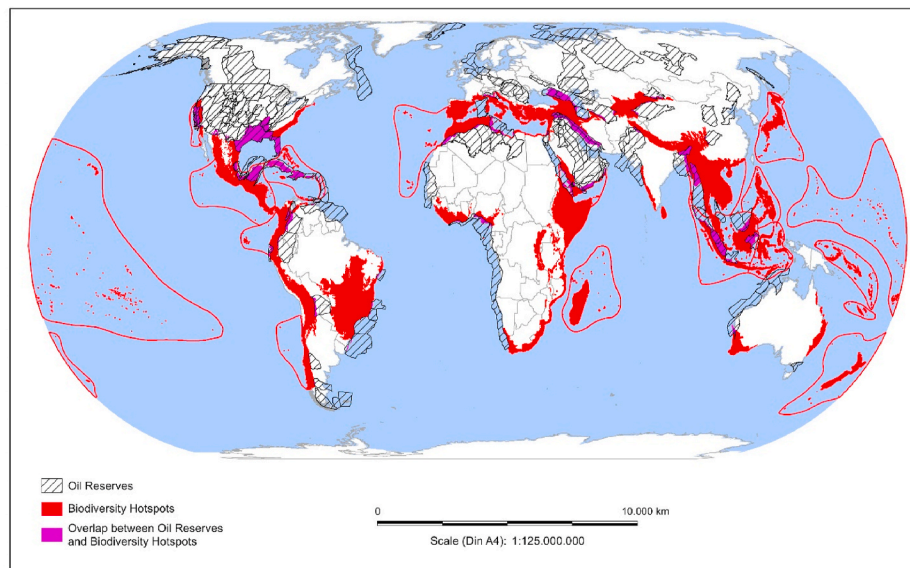 Oil Reserves
Biodiversity Hotspots
Overlap between Oil Reserves
and Biodiversity Hotspots
0
10.000 km
Scale (Din A4): 1:125.000.000